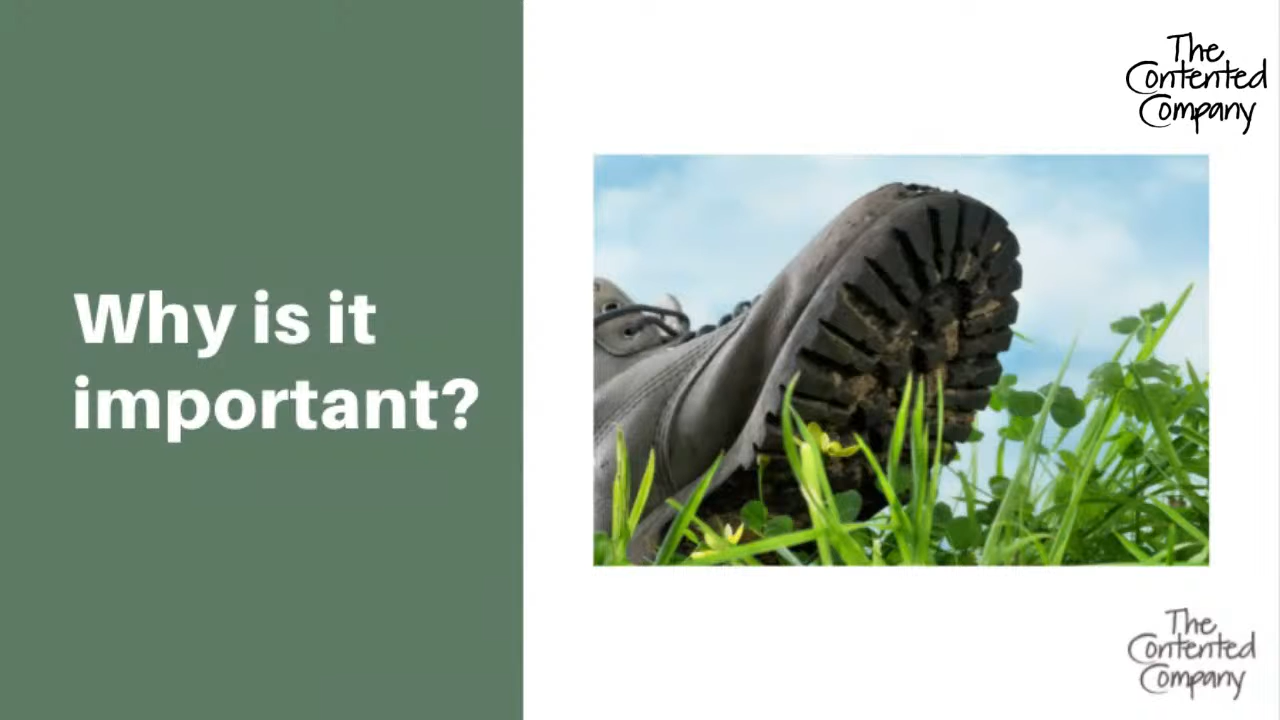 Why is it
important?
The
Contented
Company
The
Contented
Company